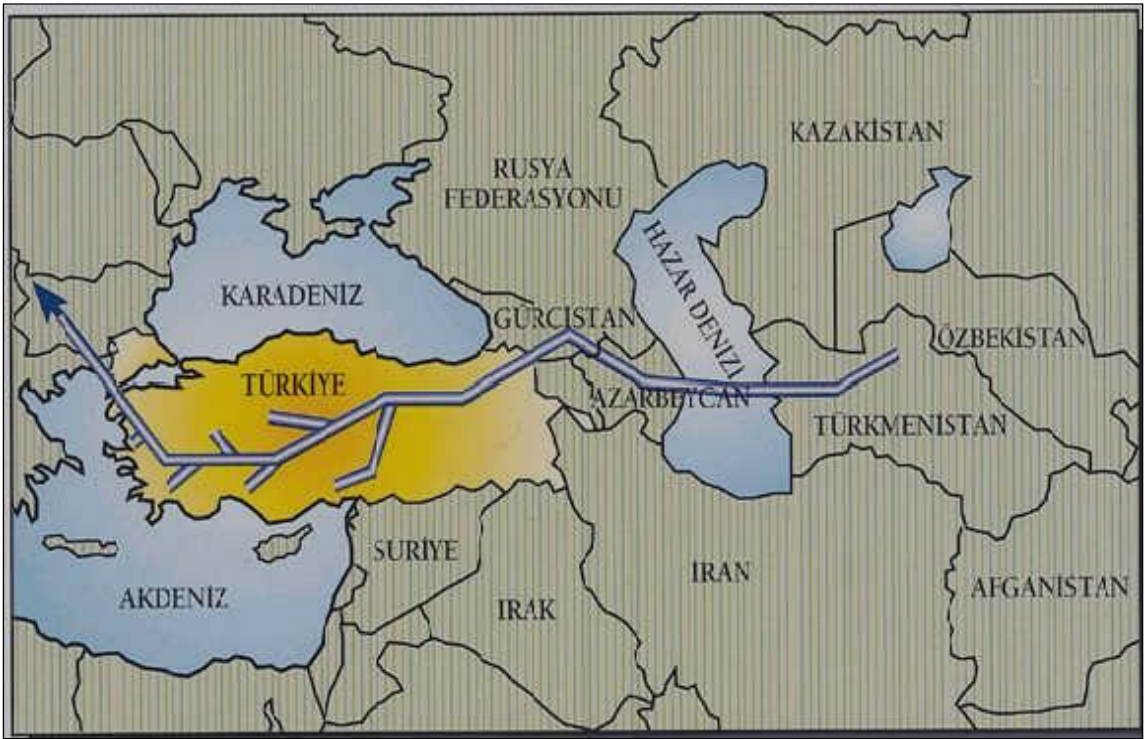 KAZAKİSTAN
RUSYA
FEDERASYONU
HAZAR DENİZİ
KARADENİZ
GÜRCİSTAN
ÖZBEKİSTAN
TÜRKİYE
AZARBEYCAN
TÜRKMENİSTAN
SURİYE
IRAN
AKDENİZ
IRAK
AFGANİSTAN